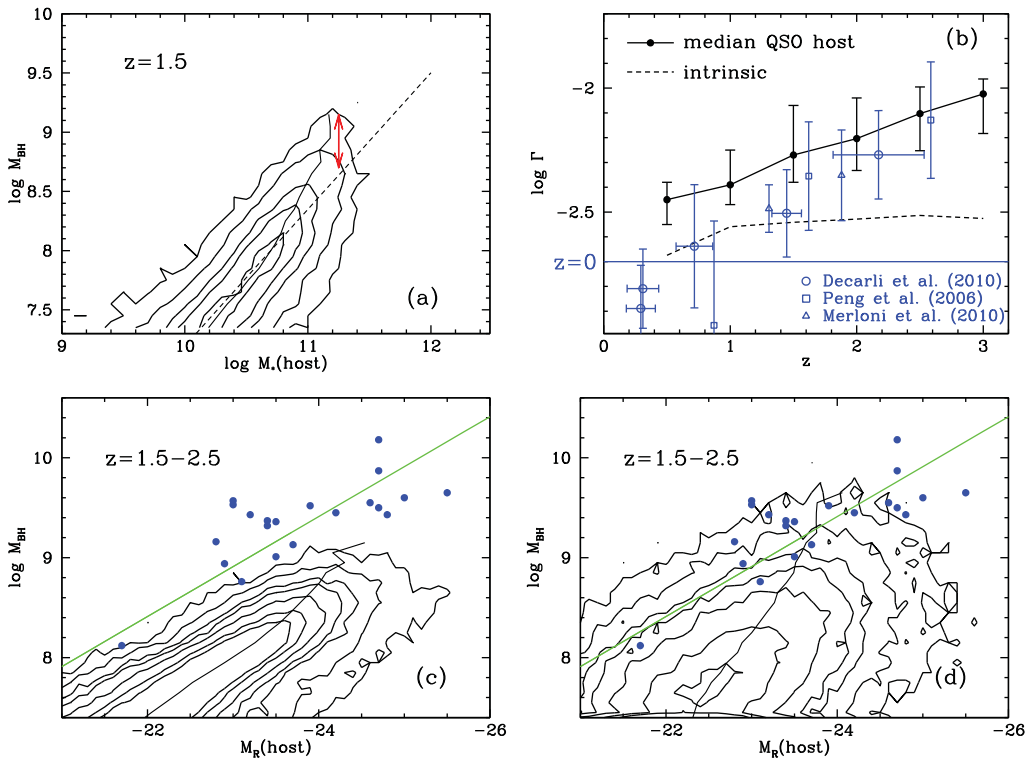 10
9.5
9
8.5
8
7.5
log M_BH
z=1.5
(a)
9
10
11
12
log M_*(host)
-2
-2.5
z=0
log Γ
median QSO host
intrinsic
(b)
Decarli et al. (2010)
Peng et al. (2006)
Merloni et al. (2010)
0
1
2
3
z
10
9
8
log M_BH
z=1.5-2.5
(c)
-22
-24
-26
M_R(host)
10
9
8
log M_BH
z=1.5-2.5
(d)
-22
-24
-26
M_R(host)